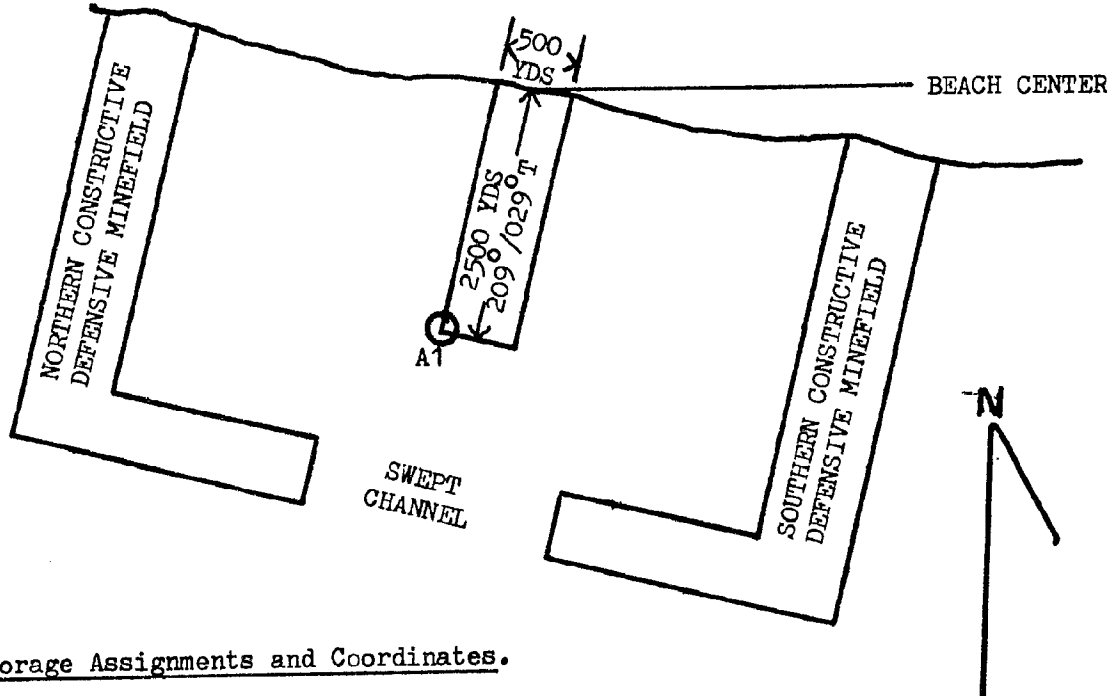 500
YDS
BEACH CENTER
NORTHERN CONSTRUCTIVE
DEFENSIVE MINEFIELD
2500 YDS
209°/029°T
A1
SOUTHERN CONSTRUCTIVE
DEFENSIVE MINEFIELD
N
SWEPT
CHANNEL
orage Assignments and Coordinates.